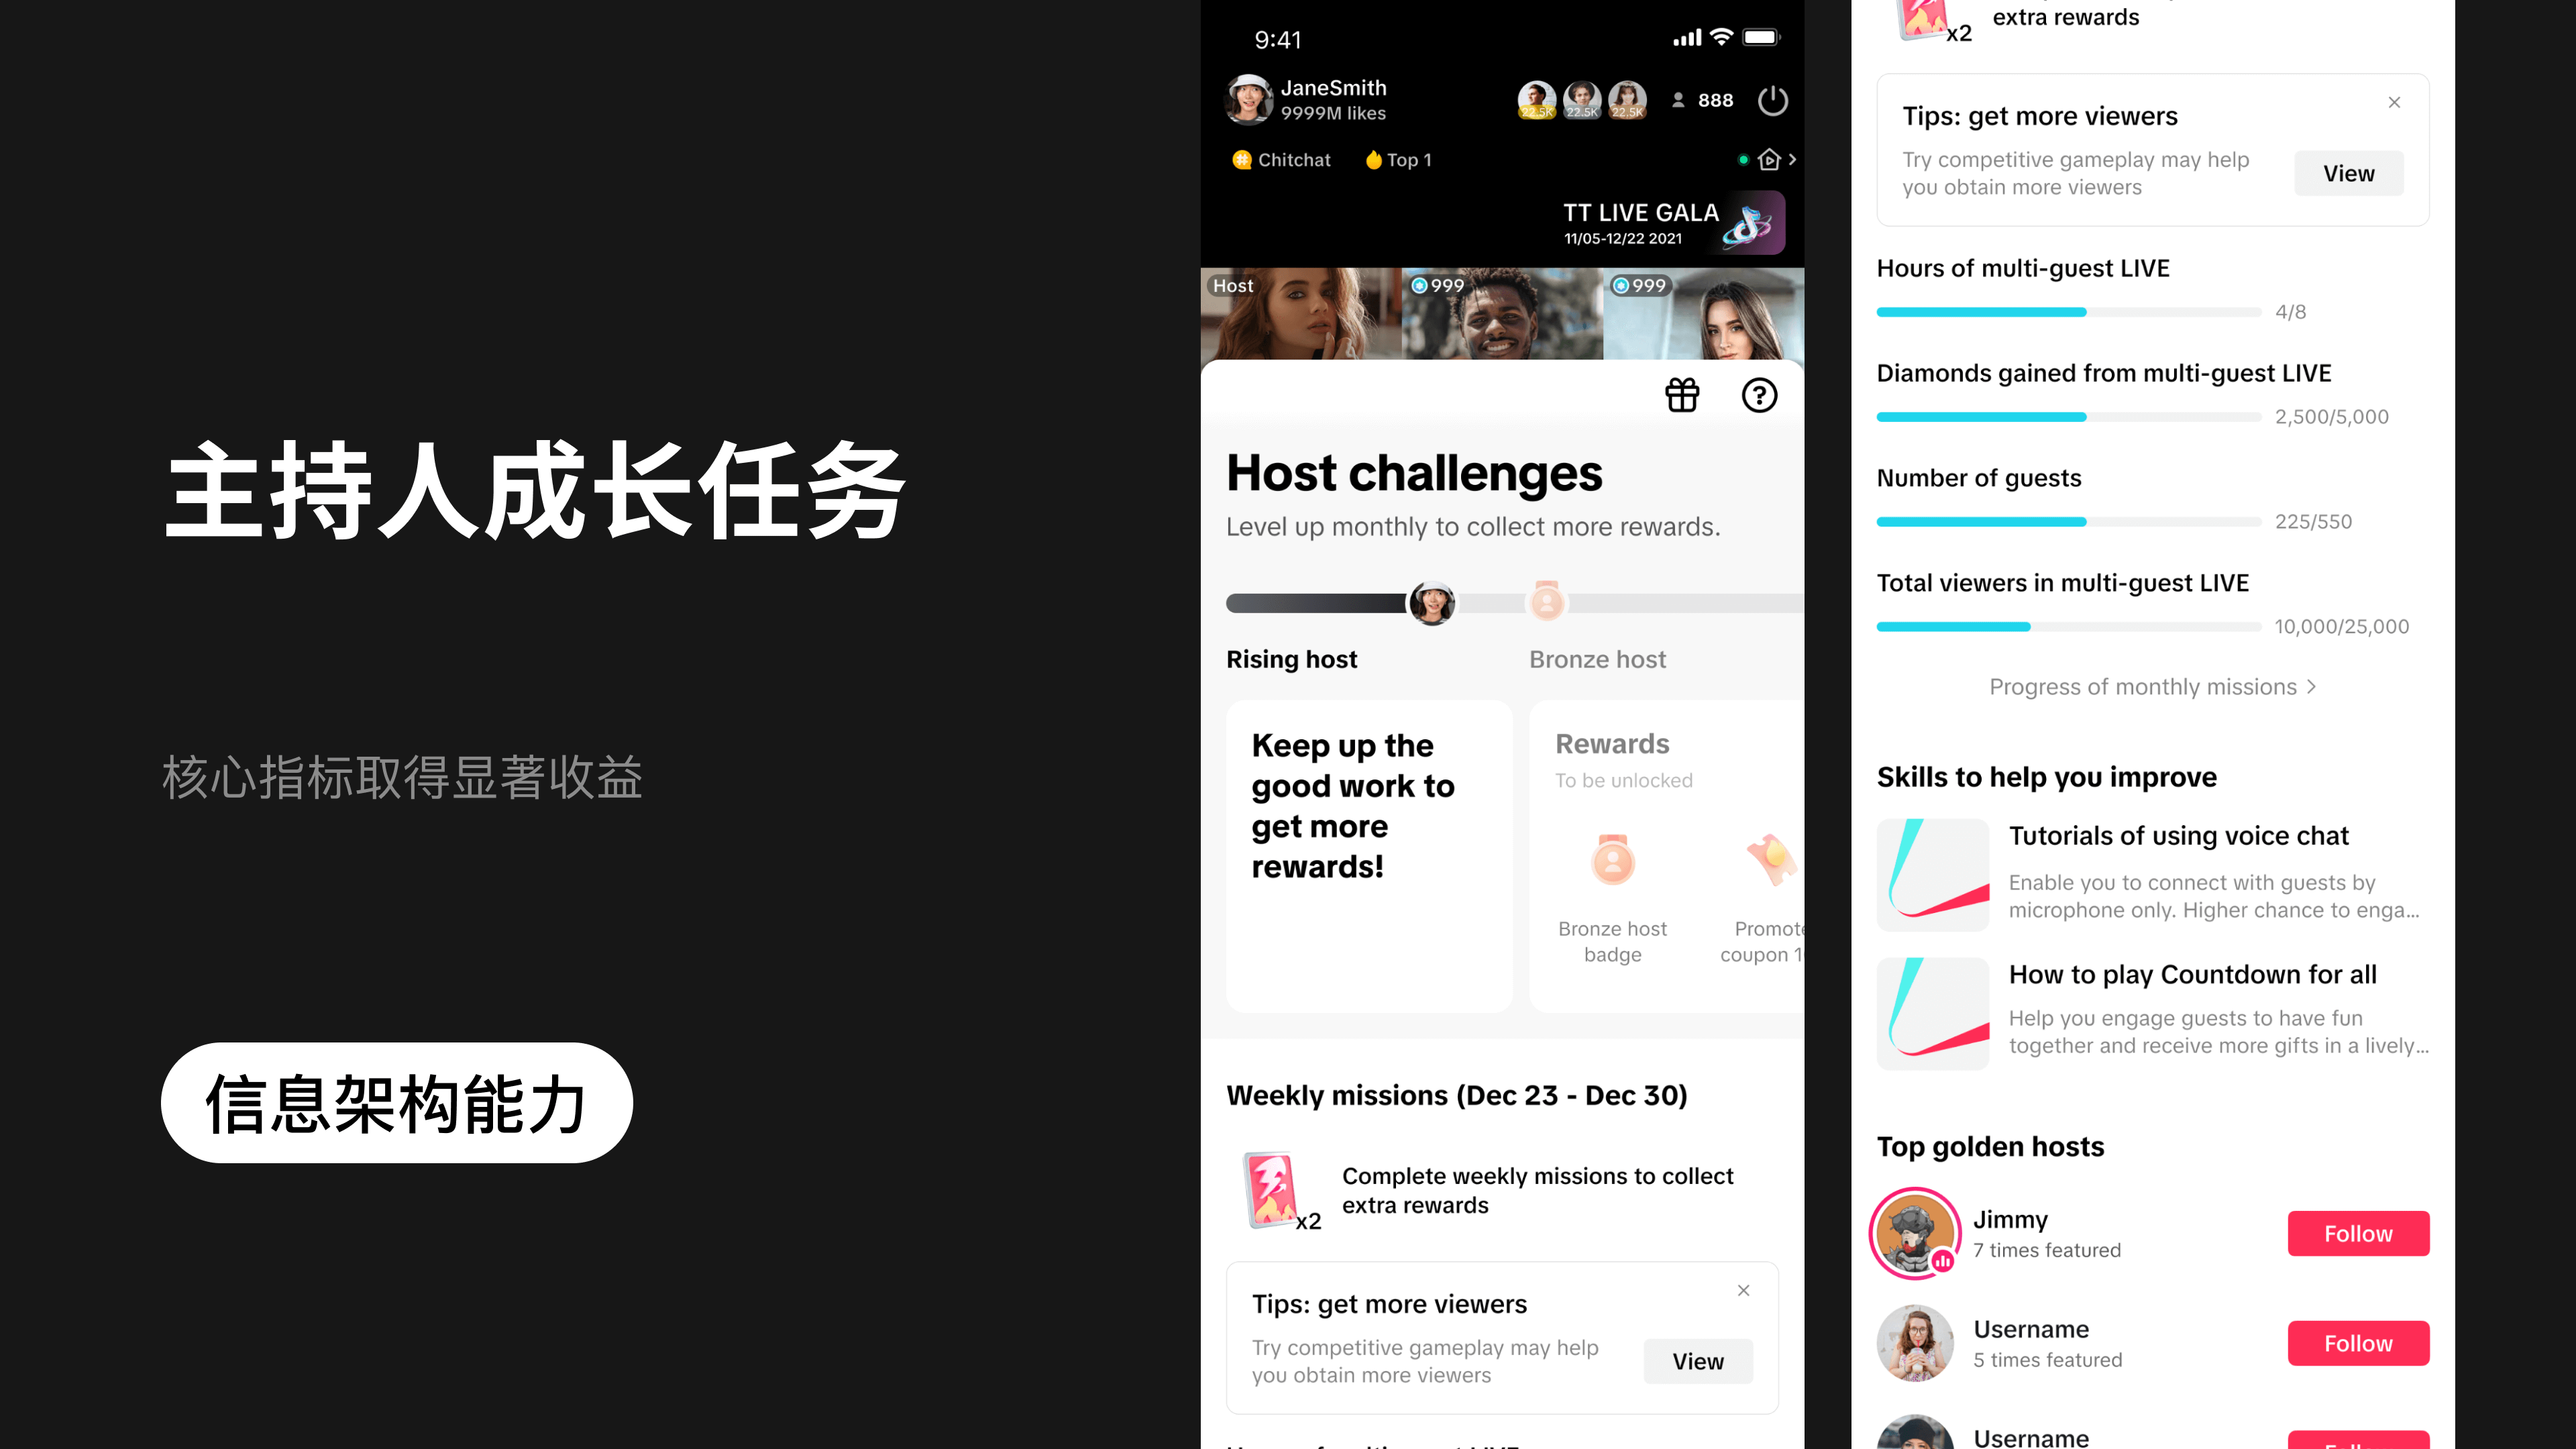 主持人成长任务
核心指标取得显著收益
信息架构能力
9:41
JaneSmith
9999M likes
22.5K
22.5K
22.5K
888
Chitchat
Top 1
TT LIVE GALA
11/05-12/22 2021
Host
999
999
Host challenges
Level up monthly to collect more rewards.
Rising host
Bronze host
Keep up the
good work to
get more
rewards!
Rewards
To be unlocked
Bronze host
badge
Promote
coupon 1
Weekly missions (Dec 23 - Dec 30)
x2
Complete weekly missions to collect
extra rewards
Tips: get more viewers
Try competitive gameplay may help
you obtain more viewers
View
extra rewards
x2
Tips: get more viewers
Try competitive gameplay may help
you obtain more viewers
View
Hours of multi-guest LIVE
4/8
Diamonds gained from multi-guest LIVE
2,500/5,000
Number of guests
225/550
Total viewers in multi-guest LIVE
10,000/25,000
Progress of monthly missions
Skills to help you improve
Tutorials of using voice chat
Enable you to connect with guests by
microphone only. Higher chance to enga...
How to play Countdown for all
Help you engage guests to have fun
together and receive more gifts in a lively...
Top golden hosts
Jimmy
7 times featured
Follow
Username
5 times featured
Follow
Username